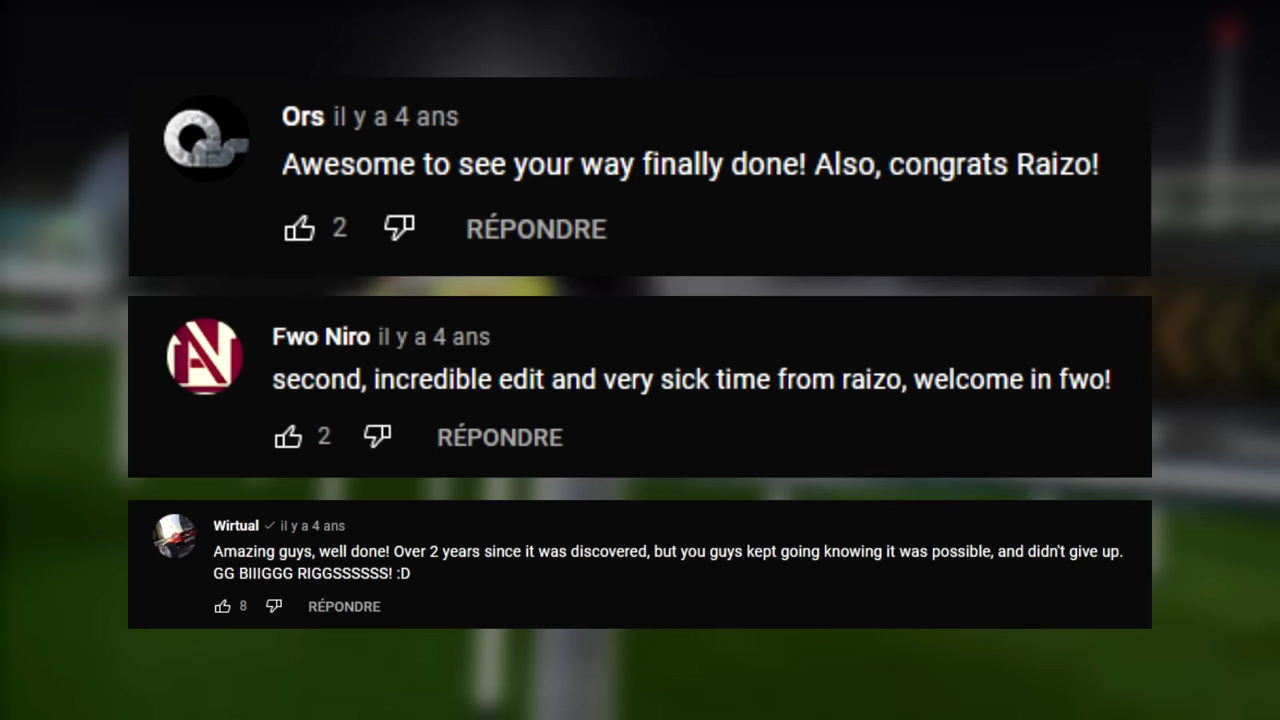 Ors il y a 4 ans
Awesome to see your way finally done! Also, congrats Raizo!
2 RÉPONDRE
Fwo Niro il y a 4 ans
second, incredible edit and very sick time from raizo, welcome in fwo!
2 RÉPONDRE
Wirtual il y a 4 ans
Amazing guys, well done! Over 2 years since it was discovered, but you guys kept going knowing it was possible, and didn't give up.
GG BIIIGGG RIGGSSSSSS! :D
8 RÉPONDRE